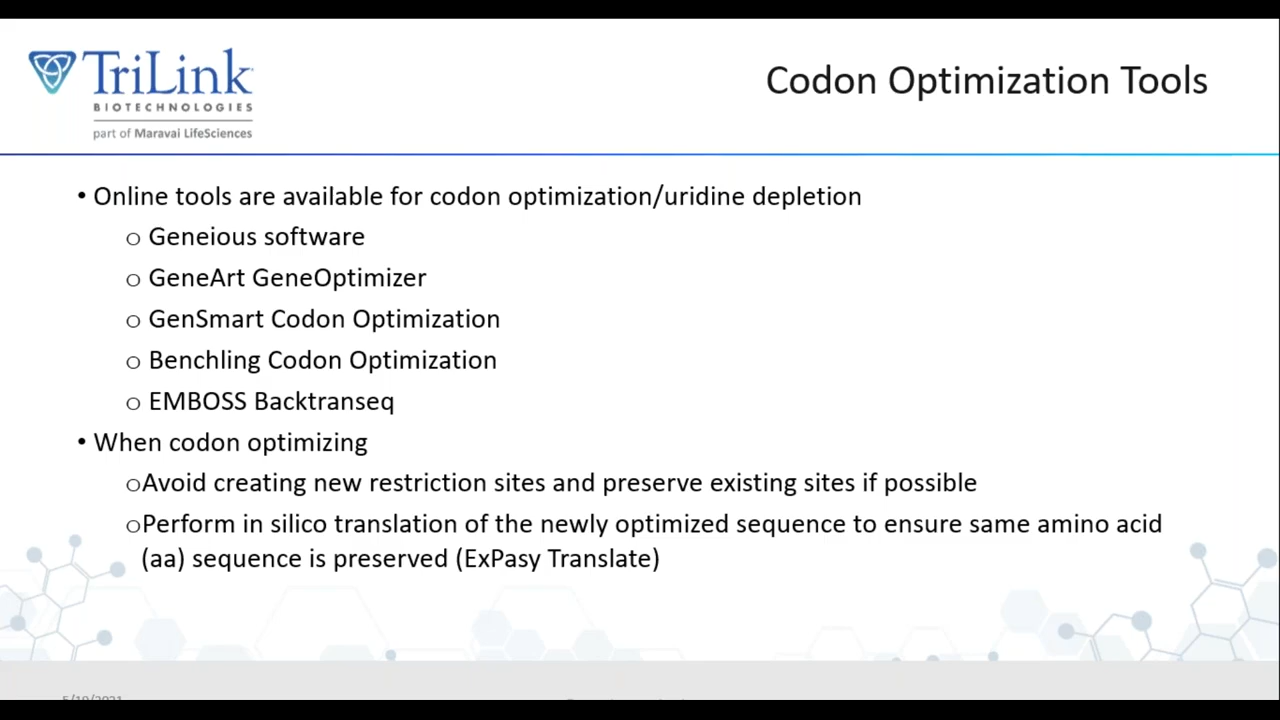 TriLink
BIOTECHNOLOGIES
part of Maravai LifeSciences
Codon Optimization Tools
• Online tools are available for codon optimization/uridine depletion
o Geneious software
o GeneArt GeneOptimizer
o GenSmart Codon Optimization
o Benchling Codon Optimization
o EMBOSS Backtranseq
• When codon optimizing
oAvoid creating new restriction sites and preserve existing sites if possible
oPerform in silico translation of the newly optimized sequence to ensure same amino acid
(aa) sequence is preserved (ExPasy Translate)